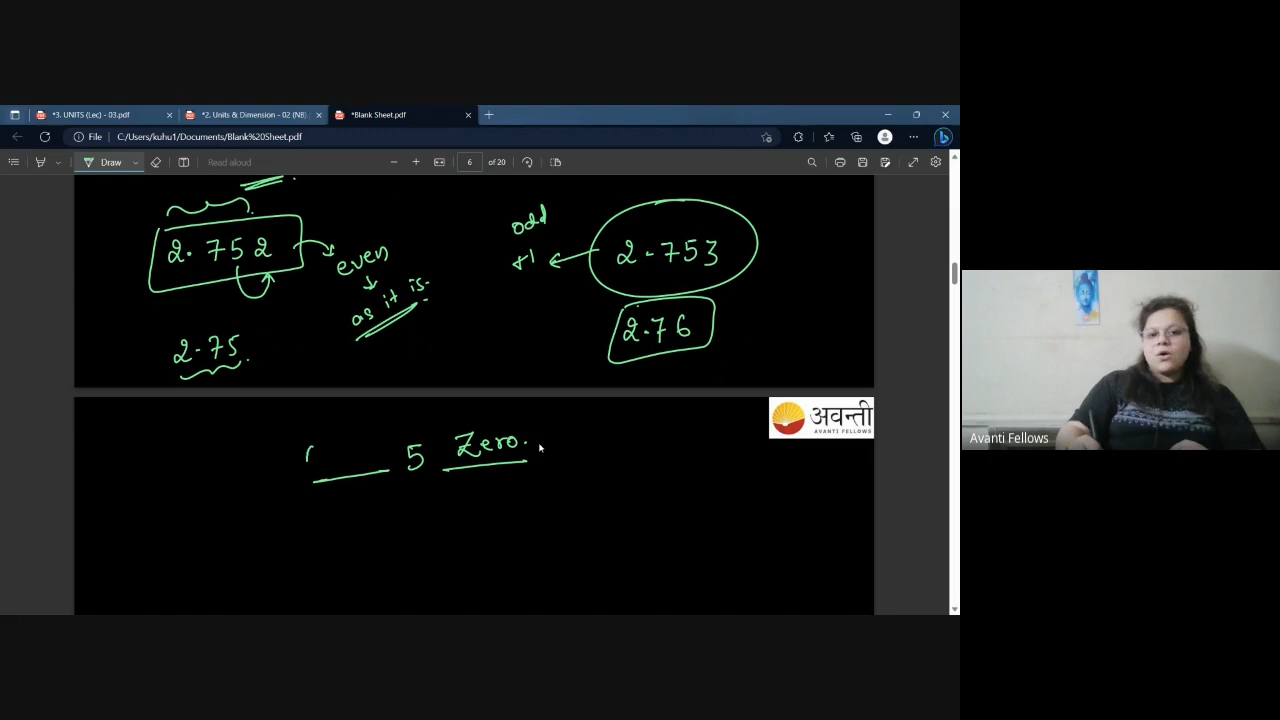 *3. UNITS (Lec) - 03.pdf
*2. Units & Dimension - 02 (NB).
*Blank Sheet.pdf
File
C:/Users/kuhu1/Documents/Blank%20Sheet.pdf
Draw
Read aloud
6 of 20
2.752
even
as it is.
2.75.
odd
+1
2.753
2.76
5 Zero.
अवन्ती
AVANTI FELLOWS
Avanti Fellows